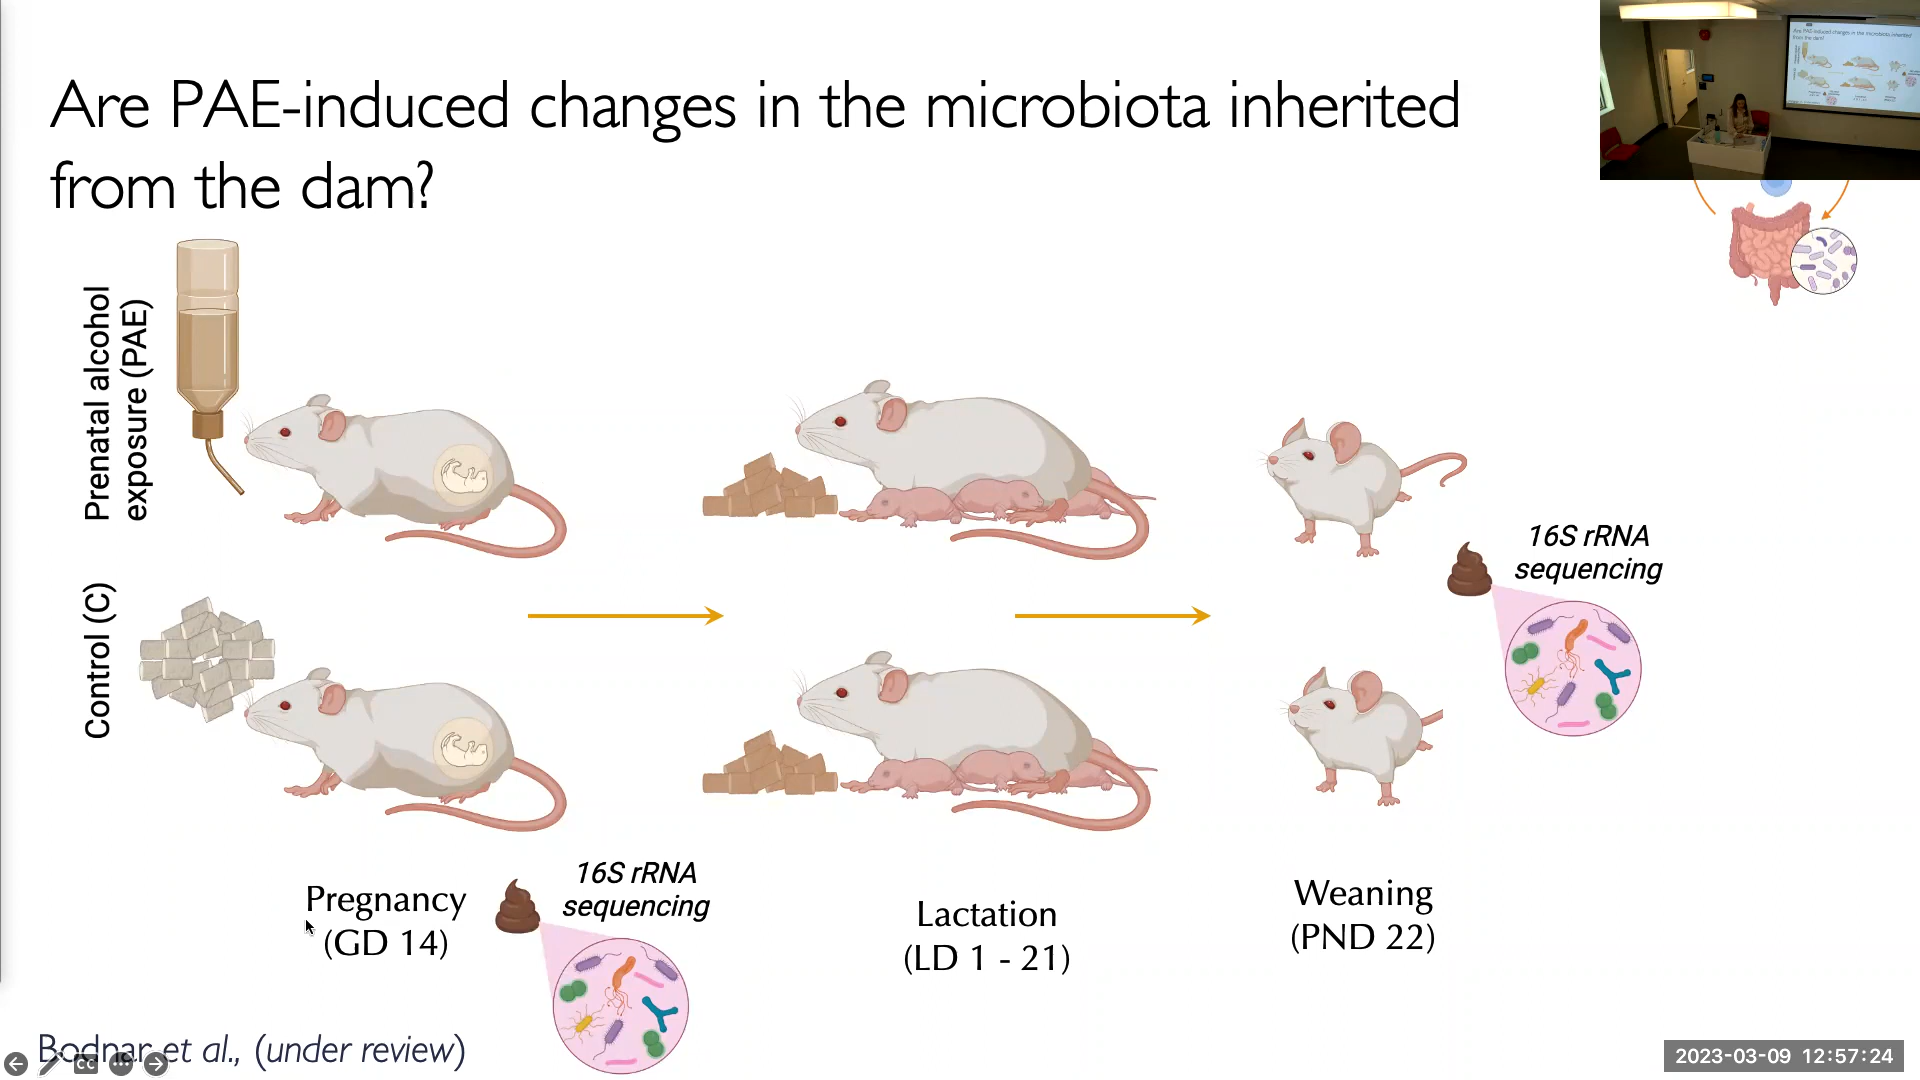 Are PAE-induced changes in the microbiota inherited
from the dam?
Prenatal alcohol
exposure (PAE)
Control (C)
16S rRNA
sequencing
Pregnancy
(GD 14)
16S rRNA
sequencing
Lactation
(LD 1 - 21)
Weaning
(PND 22)
Bodnar et al., (under review)
CC
2023-03-09 12:57:24